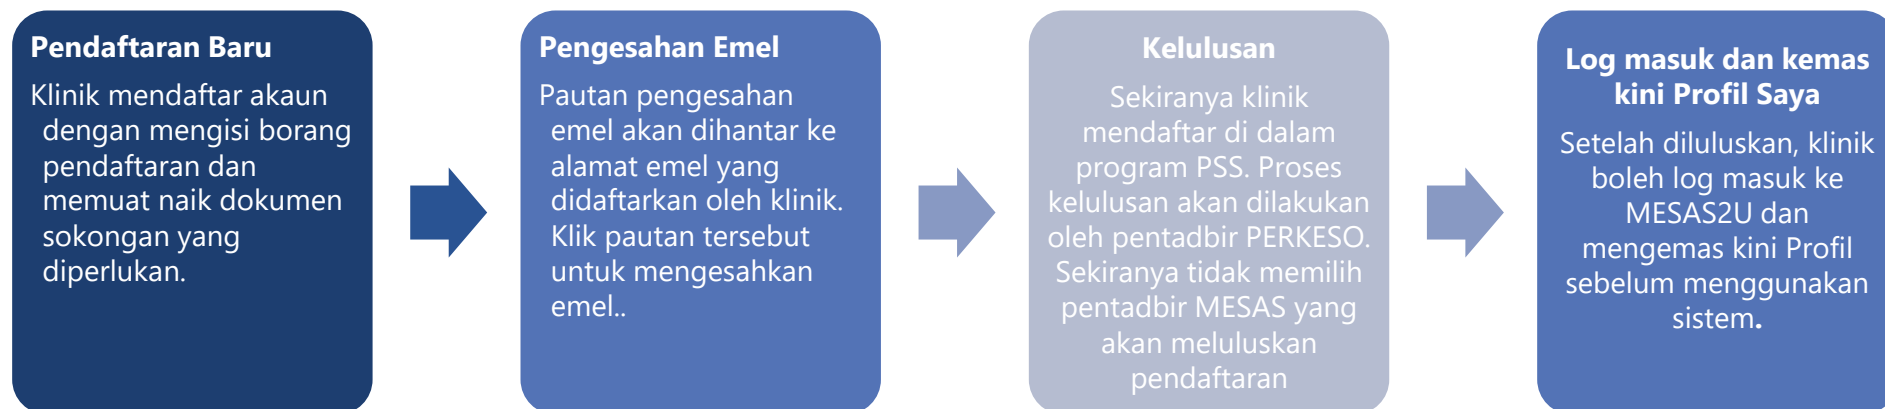 Pendaftaran Baru
Klinik mendaftar akaun
dengan mengisi borang
pendaftaran dan
memuat naik dokumen
sokongan yang
diperlukan.
Pengesahan Emel
Pautan pengesahan
emel akan dihantar ke
alamat emel yang
didaftarkan oleh klinik.
Klik pautan tersebut
untuk mengesahkan
emel..
Kelulusan
Sekiranya klinik
mendaftar di dalam
program PSS. Proses
kelulusan akan dilakukan
oleh pentadbir PERKESO.
Sekiranya tidak memilih
pentadbir MESAS yang
akan meluluskan
pendaftaran
Log masuk dan kemas
kini Profil Saya
Setelah diluluskan, klinik
boleh log masuk ke
MESAS2U dan
mengemas kini Profil
sebelum menggunakan
sistem.